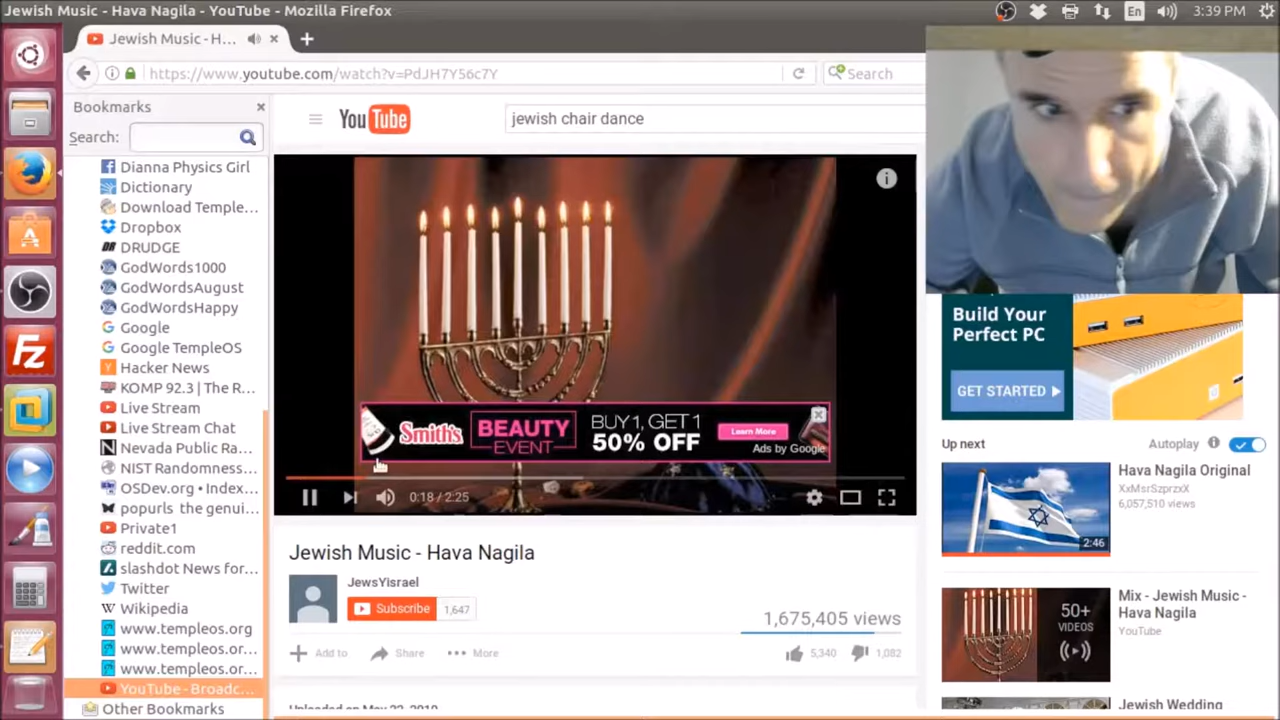 Jewish Music - Hava Nagila - YouTube - Mozilla Firefox
En
3:39 PM
Jewish Music - H...
https://www.youtube.com/watch?v=PdJH7Y56c7Y
Search
Bookmarks
Search:
Dianna Physics Girl
Dictionary
Download Temple...
Dropbox
DRUDGE
GodWords1000
GodWordsAugust
GodWordsHappy
Google
Google TempleOS
Hacker News
KOMP 92.3 | The R...
Live Stream
Live Stream Chat
Nevada Public Ra...
NIST Randomness...
OSDev.org • Index...
popurls the genui...
Private1
reddit.com
slashdot News for...
Twitter
Wikipedia
www.templeos.org
www.templeos.or...
www.templeos.or...
YouTube - Broadc...
Other Bookmarks
YouTube
jewish chair dance
Smith's
BEAUTY
EVENT
BUY 1, GET 1
50% OFF
Learn More
Ads by Google
0:18 / 2:25
Jewish Music - Hava Nagila
JewsYisrael
Subscribe
1,647
1,675,405 views
Add to
Share
More
5,340
1,082
Build Your
Perfect PC
GET STARTED
Up next
Autoplay
Hava Nagila Original
XxMsrSzprzxX
6,057,510 views
2:46
Mix - Jewish Music -
Hava Nagila
YouTube
50+
VIDEOS
Jewish Wedding